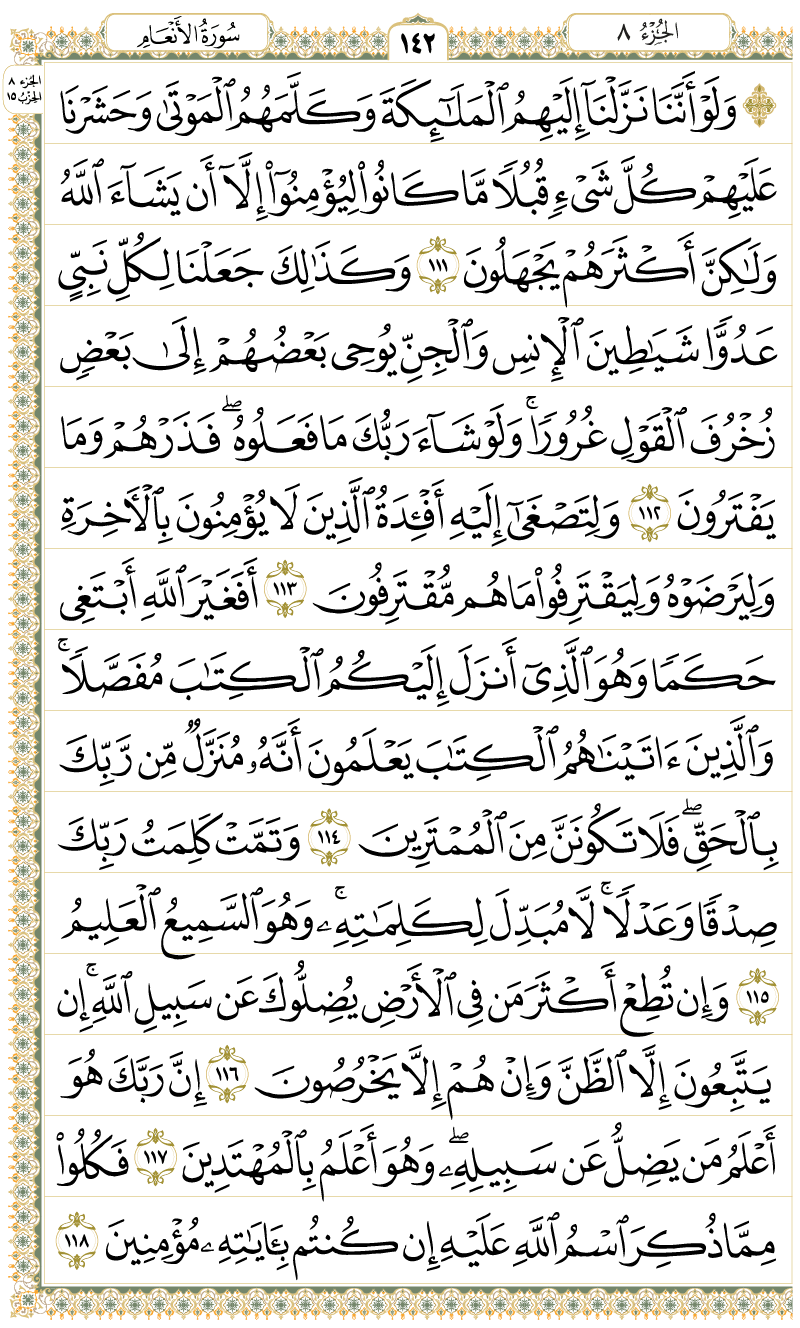 الجُزْءُ ٨
١٤٢
سُورَةُ الأَنْعَامِ
الجزء ٨
الحزب ١٥
۞ وَلَوْ أَنَّنَا نَزَّلْنَآ إِلَيْهِمُ ٱلْمَلَـٰٓئِكَةَ وَكَلَّمَهُمُ ٱلْمَوْتَىٰ وَحَشَرْنَا
عَلَيْهِمْ كُلَّ شَىْءٍ قُبُلًا مَّا كَانُوا۟ لِيُؤْمِنُوٓا۟ إِلَّآ أَن يَشَآءَ ٱللَّهُ
وَلَـٰكِنَّ أَكْثَرَهُمْ يَجْهَلُونَ ١١١ وَكَذَٰلِكَ جَعَلْنَا لِكُلِّ نَبِىٍّ
عَدُوًّا شَيَـٰطِينَ ٱلْإِنسِ وَٱلْجِنِّ يُوحِى بَعْضُهُمْ إِلَىٰ بَعْضٍ
زُخْرُفَ ٱلْقَوْلِ غُرُورًا ۚ وَلَوْ شَآءَ رَبُّكَ مَا فَعَلُوهُ ۖ فَذَرْهُمْ وَمَا
يَفْتَرُونَ ١١٢ وَلِتَصْغَىٰٓ إِلَيْهِ أَفْـِٔدَةُ ٱلَّذِينَ لَا يُؤْمِنُونَ بِٱلْـَٔاخِرَةِ
وَلِيَرْضَوْهُ وَلِيَقْتَرِفُوا۟ مَا هُم مُّقْتَرِفُونَ ١١٣ أَفَغَيْرَ ٱللَّهِ أَبْتَغِى
حَكَمًا وَهُوَ ٱلَّذِىٓ أَنزَلَ إِلَيْكُمُ ٱلْكِتَـٰبَ مُفَصَّلًا ۚ
وَٱلَّذِينَ ءَاتَيْنَـٰهُمُ ٱلْكِتَـٰبَ يَعْلَمُونَ أَنَّهُۥ مُنَزَّلٌ مِّن رَّبِّكَ
بِٱلْحَقِّ ۖ فَلَا تَكُونَنَّ مِنَ ٱلْمُمْتَرِينَ ١١٤ وَتَمَّتْ كَلِمَتُ رَبِّكَ
صِدْقًا وَعَدْلًا ۚ لَّا مُبَدِّلَ لِكَلِمَـٰتِهِۦ ۚ وَهُوَ ٱلسَّمِيعُ ٱلْعَلِيمُ
١١٥ وَإِن تُطِعْ أَكْثَرَ مَن فِى ٱلْأَرْضِ يُضِلُّوكَ عَن سَبِيلِ ٱللَّهِ ۚ إِن
يَتَّبِعُونَ إِلَّا ٱلظَّنَّ وَإِنْ هُمْ إِلَّا يَخْرُصُونَ ١١٦ إِنَّ رَبَّكَ هُوَ
أَعْلَمُ مَن يَضِلُّ عَن سَبِيلِهِۦ ۖ وَهُوَ أَعْلَمُ بِٱلْمُهْتَدِينَ ١١٧ فَكُلُوا۟
مِمَّا ذُكِرَ ٱسْمُ ٱللَّهِ عَلَيْهِ إِن كُنتُم بِـَٔايَـٰتِهِۦ مُؤْمِنِينَ ١١٨